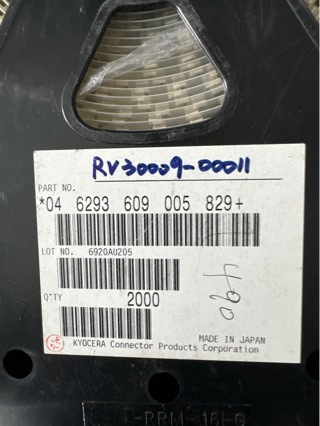 RV30009-00011
PART NO.
*04 6293 609 005 829+
LOT NO. 6920AU205
Q'TY 2000
490
MADE IN JAPAN
KYOCERA Connector Products Corporation